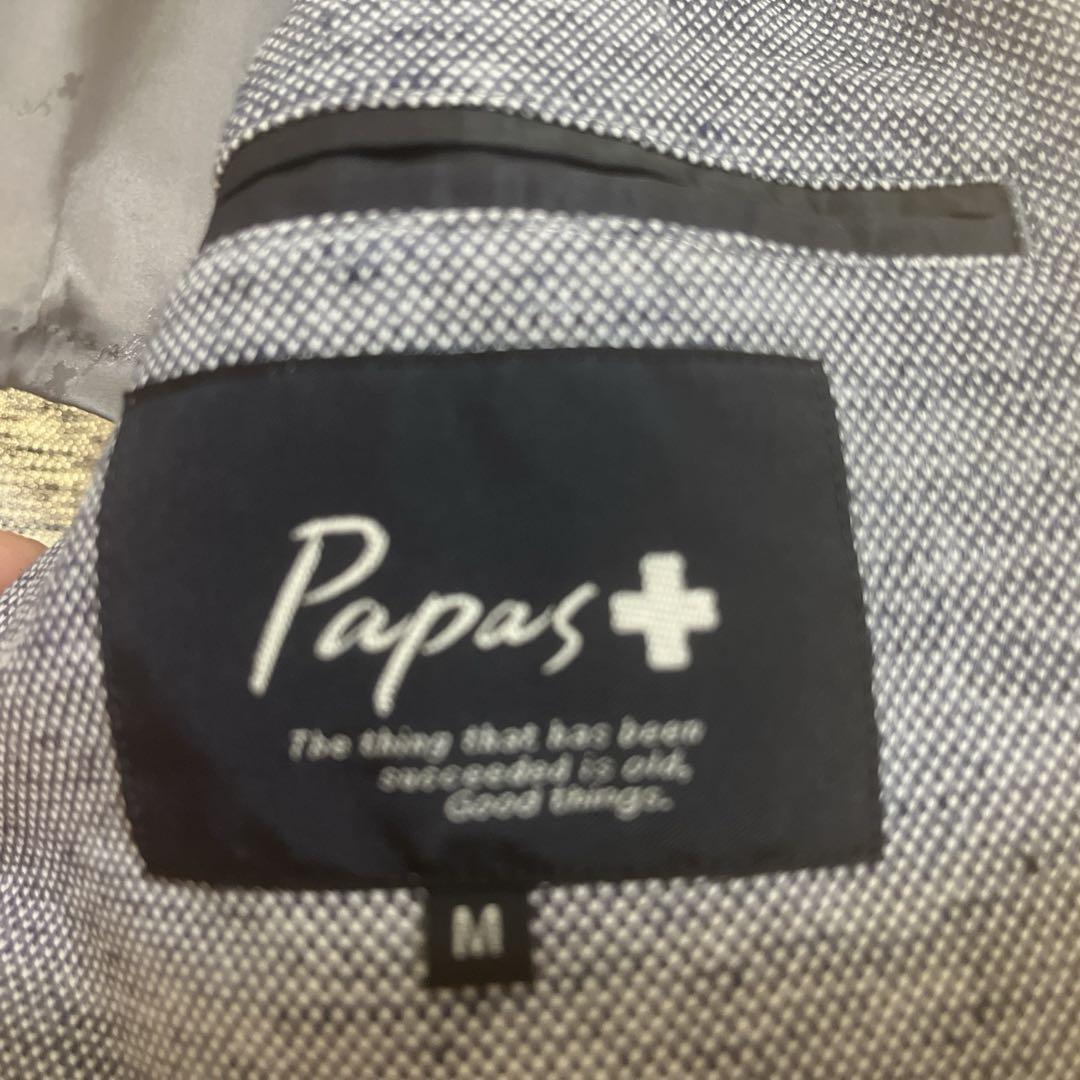 Papas+
The thing that has been
succeeded is old,
Good things.
M